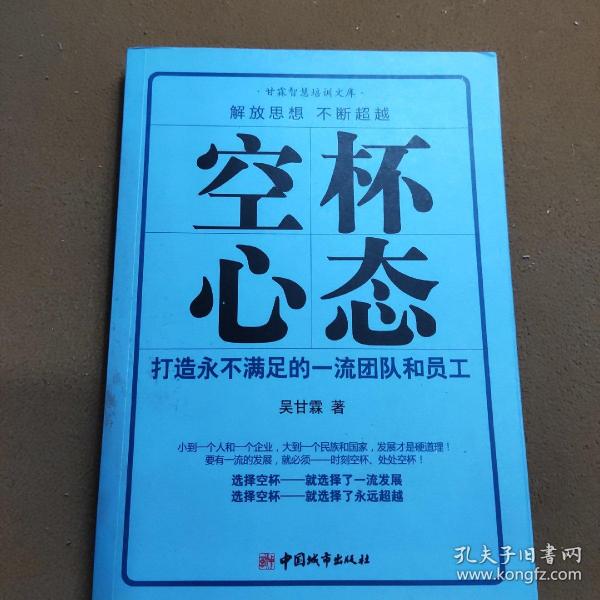 ·甘霖智慧培训文库·
解放思想 不断超越
空杯
心态
打造永不满足的一流团队和员工
吴甘霖 著
小到一个人和一个企业，大到一个民族和国家，发展才是硬道理！
要有一流的发展，就必须——时刻空杯、处处空杯！
选择空杯——就选择了一流发展
选择空杯——就选择了永远超越
中国城市出版社
孔夫子旧书网
www.kongfz.com